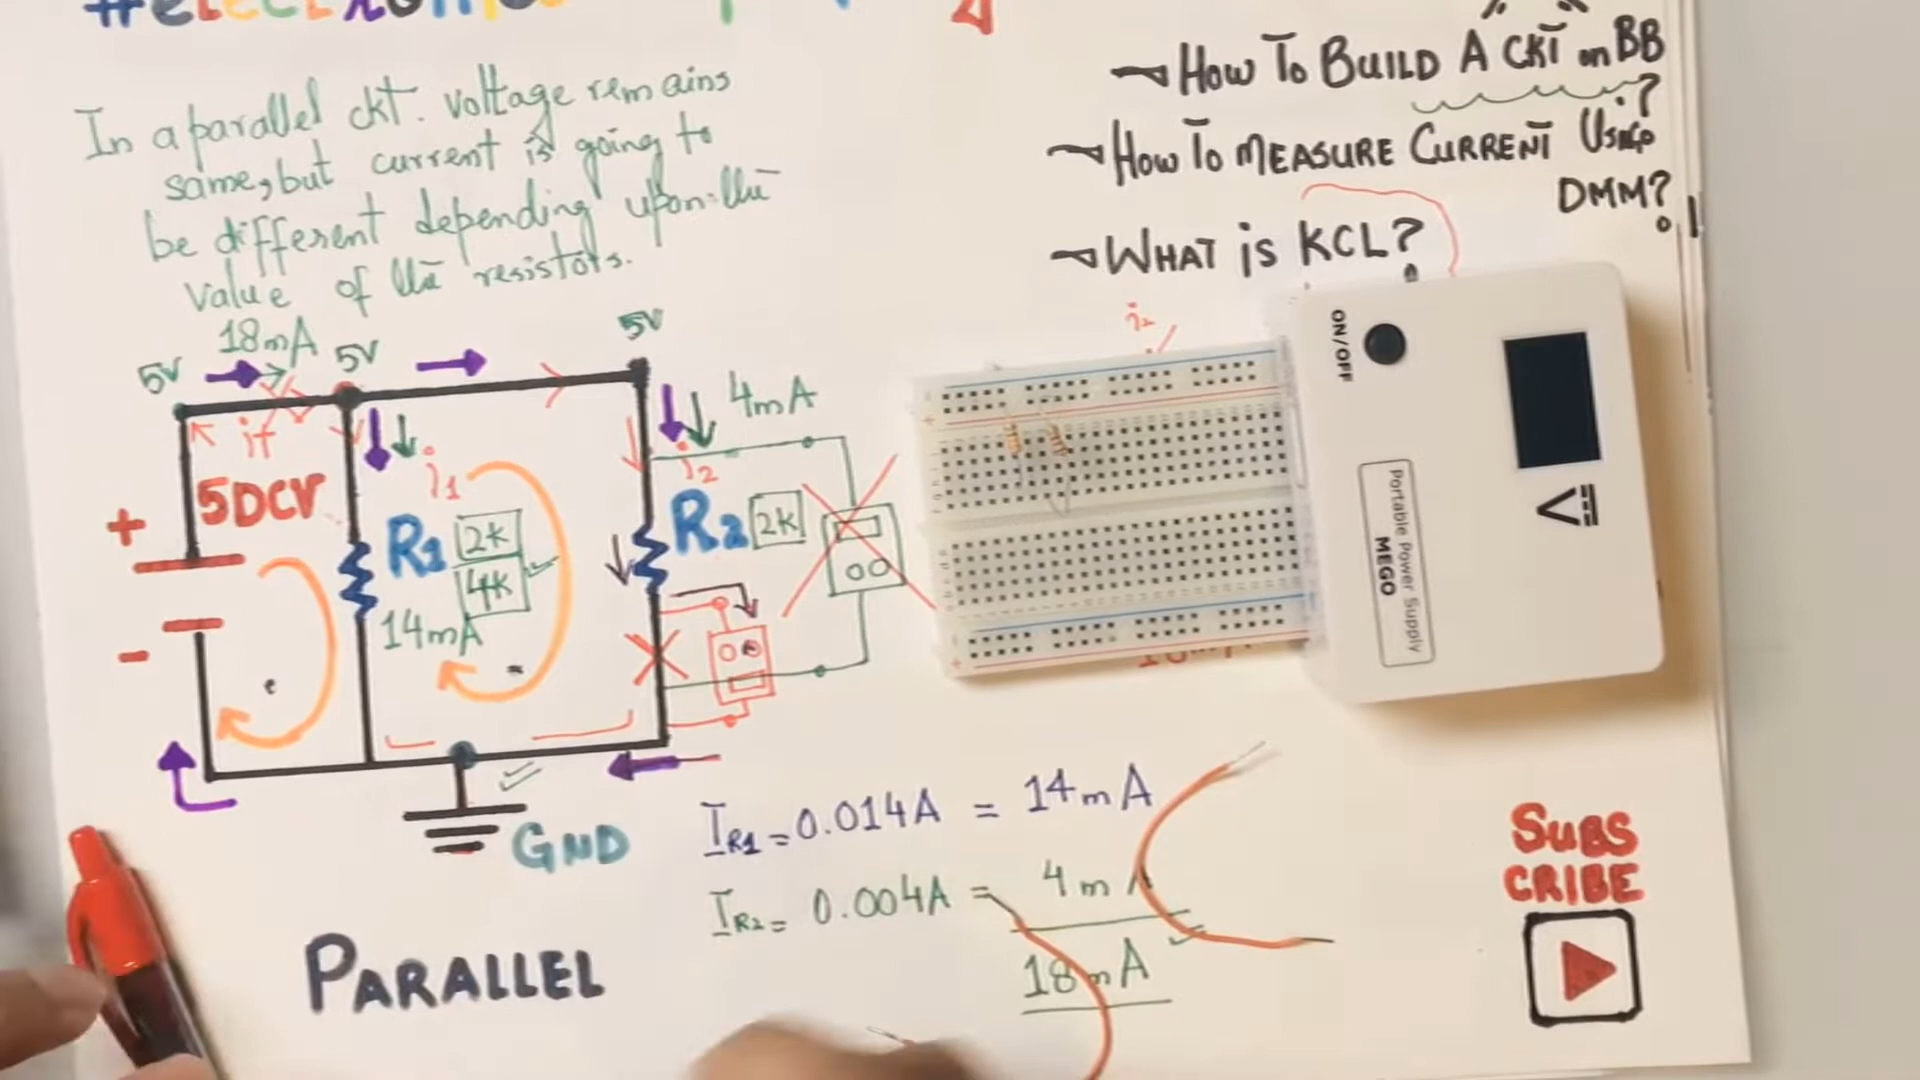 In a parallel ckt. voltage remains
same, but current is going to
be different depending upon the
value of the resistors.
→ HOW TO BUILD A CKT on BB
?
→ HOW TO MEASURE CURRENT USING
DMM?
→ WHAT iS KCL?
18mA
5V
5V
5V
iT
5DCV
+
-
i1
R1
2K
4K
14mA
4mA
i2
R2
2K
i2
ON/OFF
V
Portable Power Supply
MEGO
GND
IR1 = 0.014A = 14mA
IR2 = 0.004A = 4mA
18mA
PARALLEL
SUBS
CRIBE